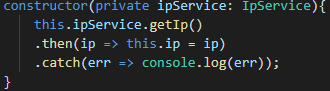 constructor(private ipService: IpService){
this.ipService.getIp()
.then(ip => this.ip = ip)
.catch(err => console.log(err));
}